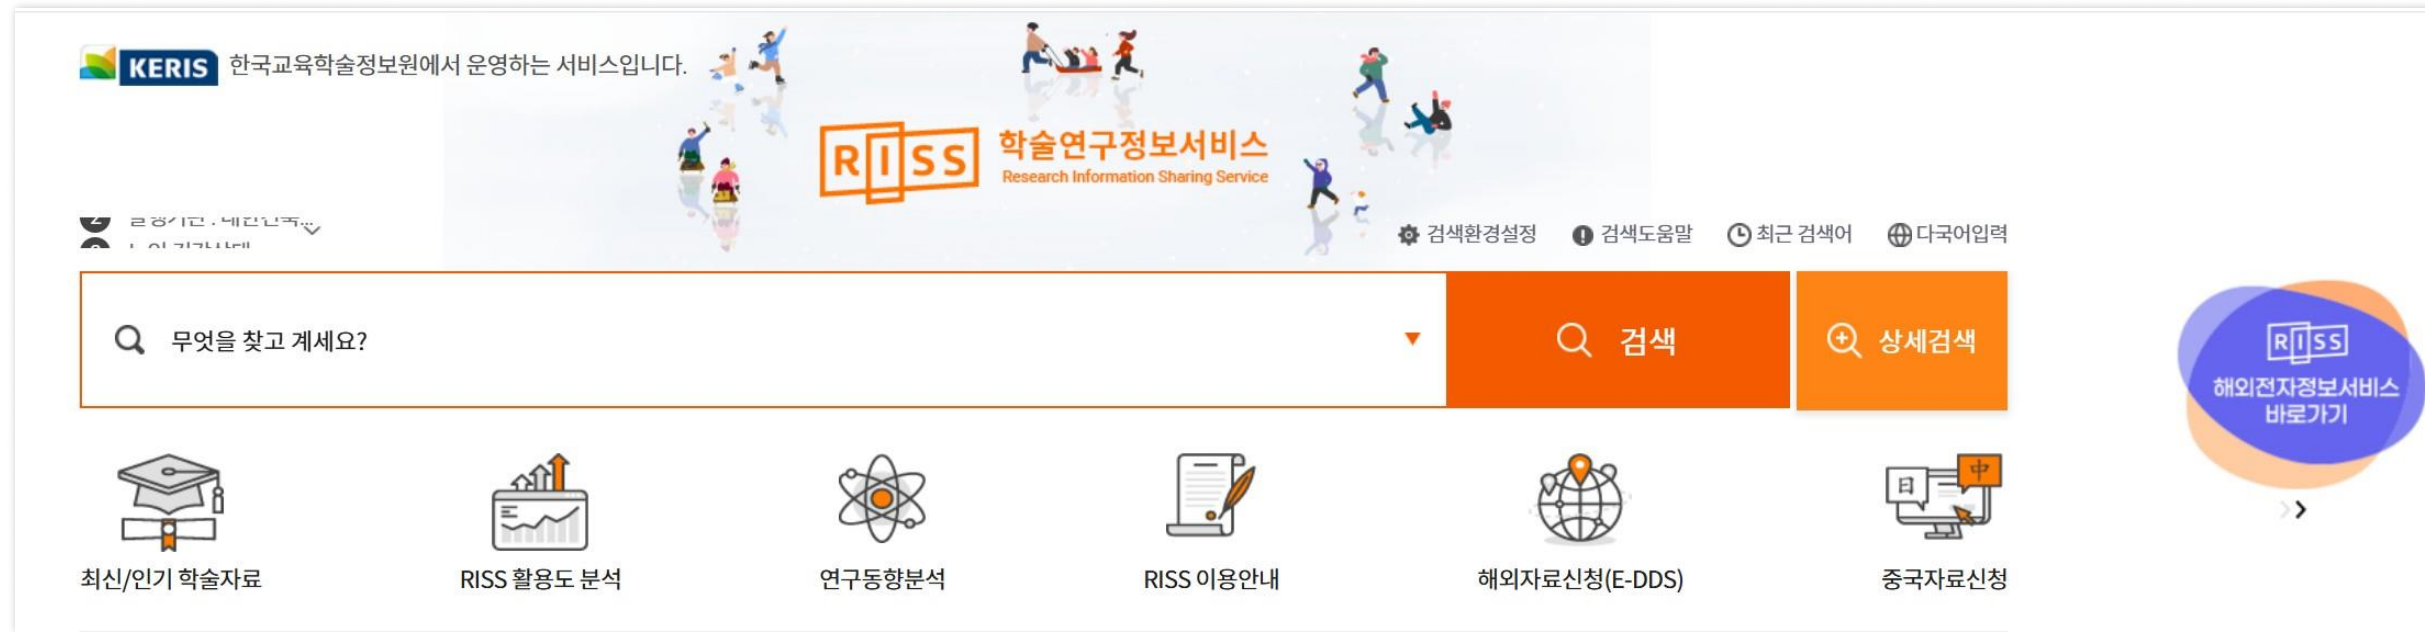 KERIS 한국교육학술정보원에서 운영하는 서비스입니다.
RISS 학술연구정보서비스
Research Information Sharing Service
검색환경설정 검색도움말 최근 검색어 다국어입력
무엇을 찾고 계세요?
검색
상세검색
RISS
해외전자정보서비스
바로가기
日 中
최신/인기 학술자료 RISS 활용도 분석 연구동향분석 RISS 이용안내 해외자료신청(E-DDS) 중국자료신청